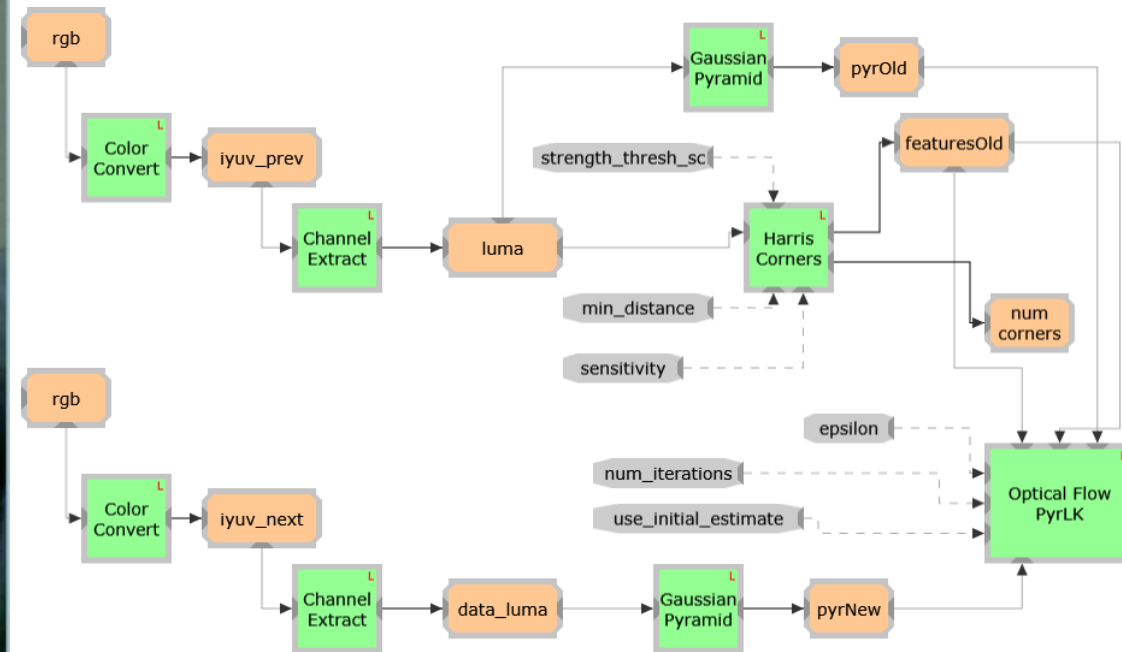 rgb
L
Color
Convert
iyuv_prev
L
Channel
Extract
luma
L
Gaussian
Pyramid
pyrOld
strength_thresh_sc
L
Harris
Corners
featuresOld
min_distance
sensitivity
num
corners
rgb
L
Color
Convert
iyuv_next
L
Channel
Extract
data_luma
L
Gaussian
Pyramid
pyrNew
epsilon
num_iterations
use_initial_estimate
Optical Flow
PyrLK